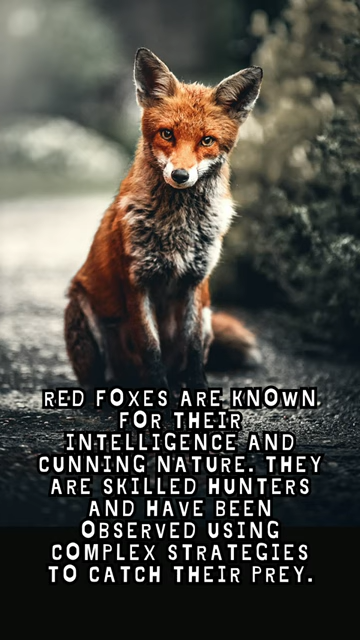 RED FOXES ARE KNOWN
FOR THEIR
INTELLIGENCE AND
CUNNING NATURE. THEY
ARE SKILLED HUNTERS
AND HAVE BEEN
OBSERVED USING
COMPLEX STRATEGIES
TO CATCH THEIR PREY.